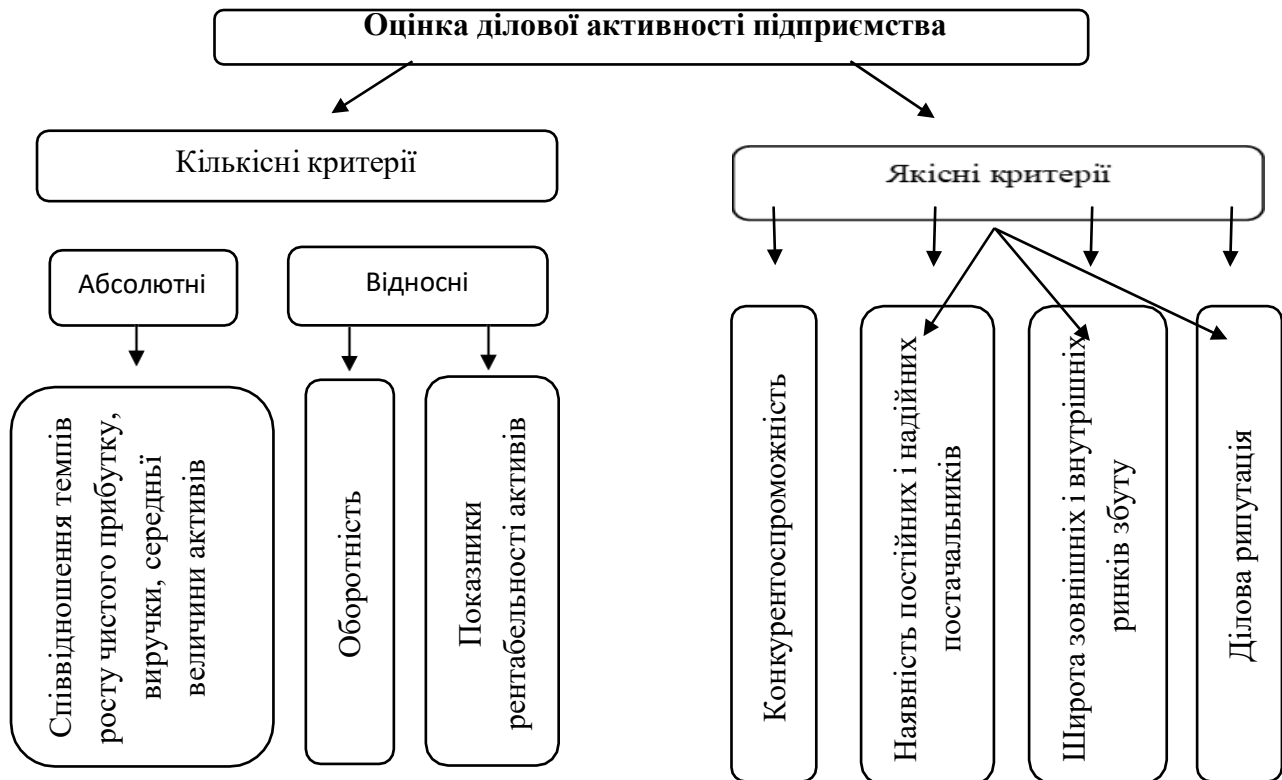 Оцінка ділової активності підприємства
Кількісні критерії
Якісні критерії
Абсолютні
Відносні
Співвідношення темпів
росту чистого прибутку,
виручки, середньї
величини активів
Оборотність
Показники
рентабельності активів
Конкурентоспроможність
Наявність постійних і надійних
постачальників
Широта зовнішніх і внутрішніх
ринків збуту
Ділова рипутація